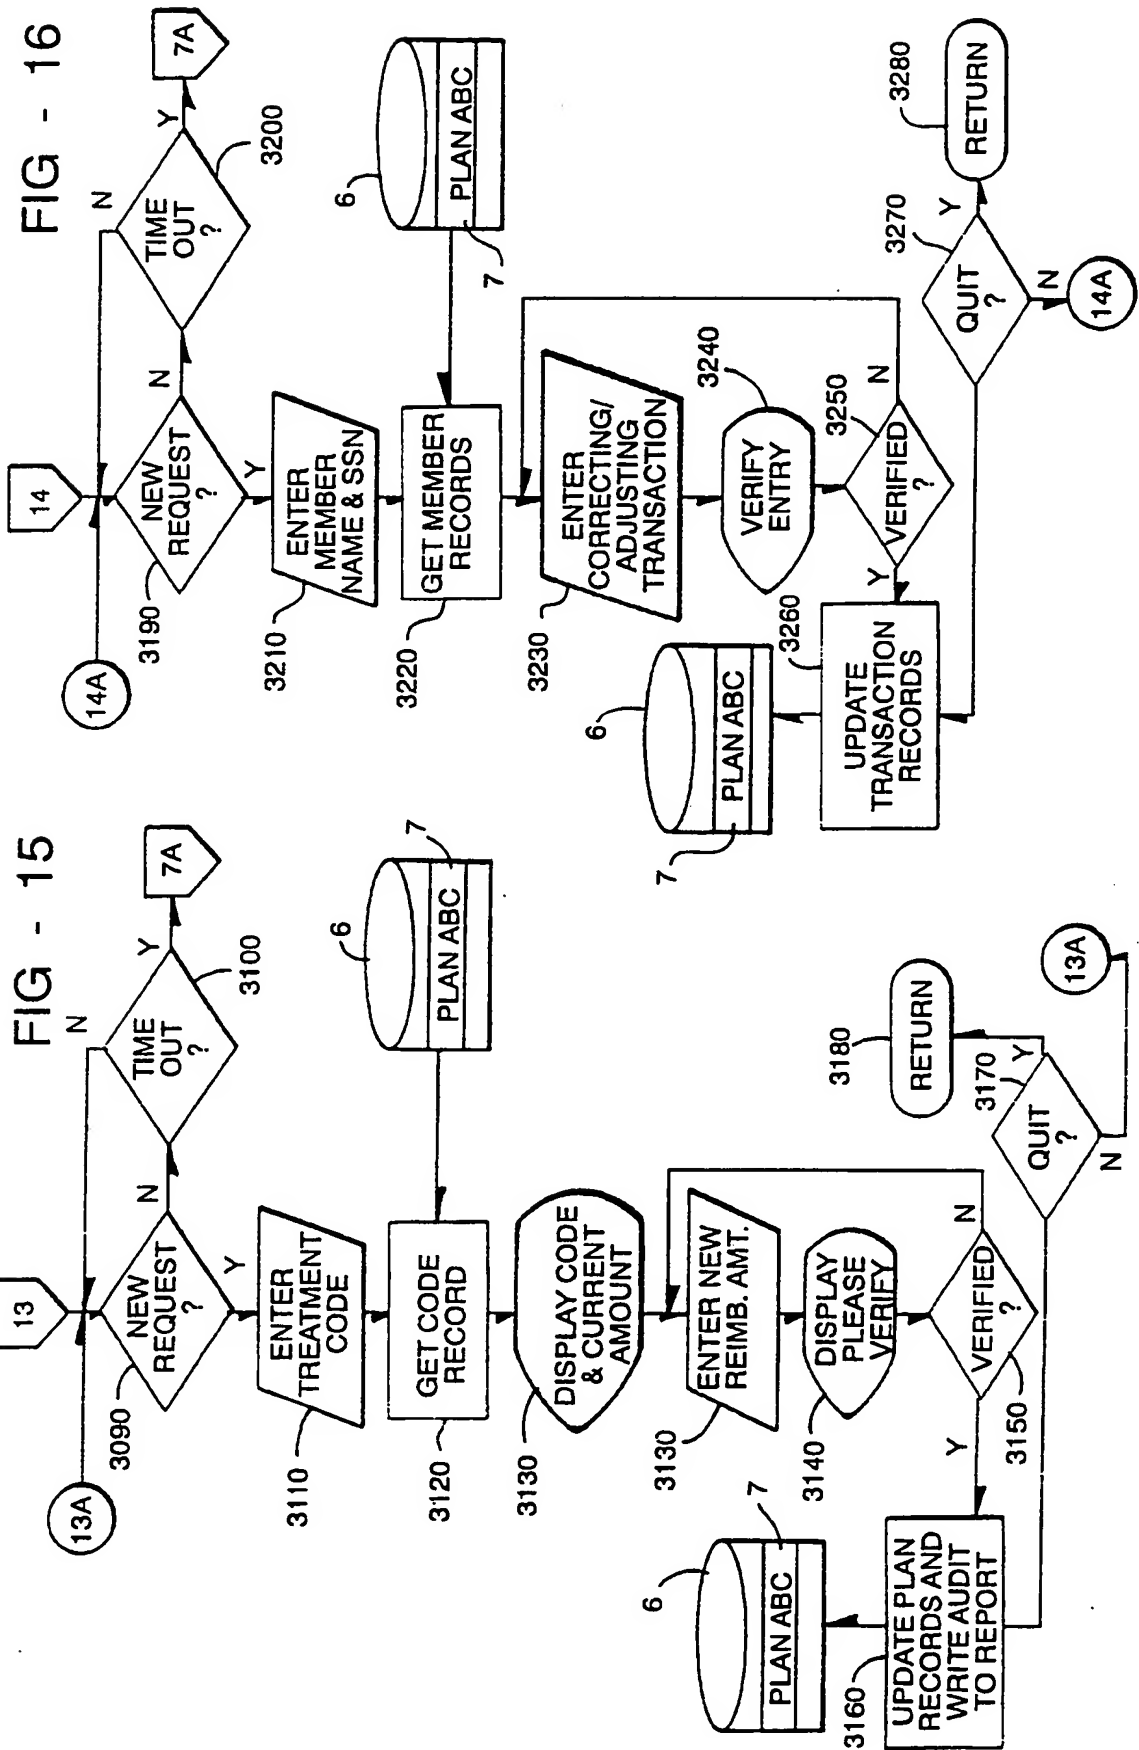 FIG - 15
13
13A
3090
NEW
REQUEST
?
N
Y
TIME
OUT
?
N
Y
3100
7A
3110
ENTER
TREATMENT
CODE
6
PLAN ABC
7
3120
GET CODE
RECORD
3130
DISPLAY CODE
& CURRENT
AMOUNT
3130
ENTER NEW
REIMB. AMT.
3140
DISPLAY
PLEASE
VERIFY
VERIFIED
?
N
Y
3150
6
PLAN ABC
7
3160
UPDATE PLAN
RECORDS AND
WRITE AUDIT
TO REPORT
3170
QUIT
?
Y
N
3180
RETURN
13A
FIG - 16
14
14A
3190
NEW
REQUEST
?
N
Y
TIME
OUT
?
N
Y
3200
7A
3210
ENTER
MEMBER
NAME & SSN
6
PLAN ABC
7
3220
GET MEMBER
RECORDS
3230
ENTER
CORRECTING/
ADJUSTING
TRANSACTION
3240
VERIFY
ENTRY
3250
VERIFIED
?
N
Y
6
PLAN ABC
7
3260
UPDATE
TRANSACTION
RECORDS
3270
QUIT
?
Y
N
3280
RETURN
14A